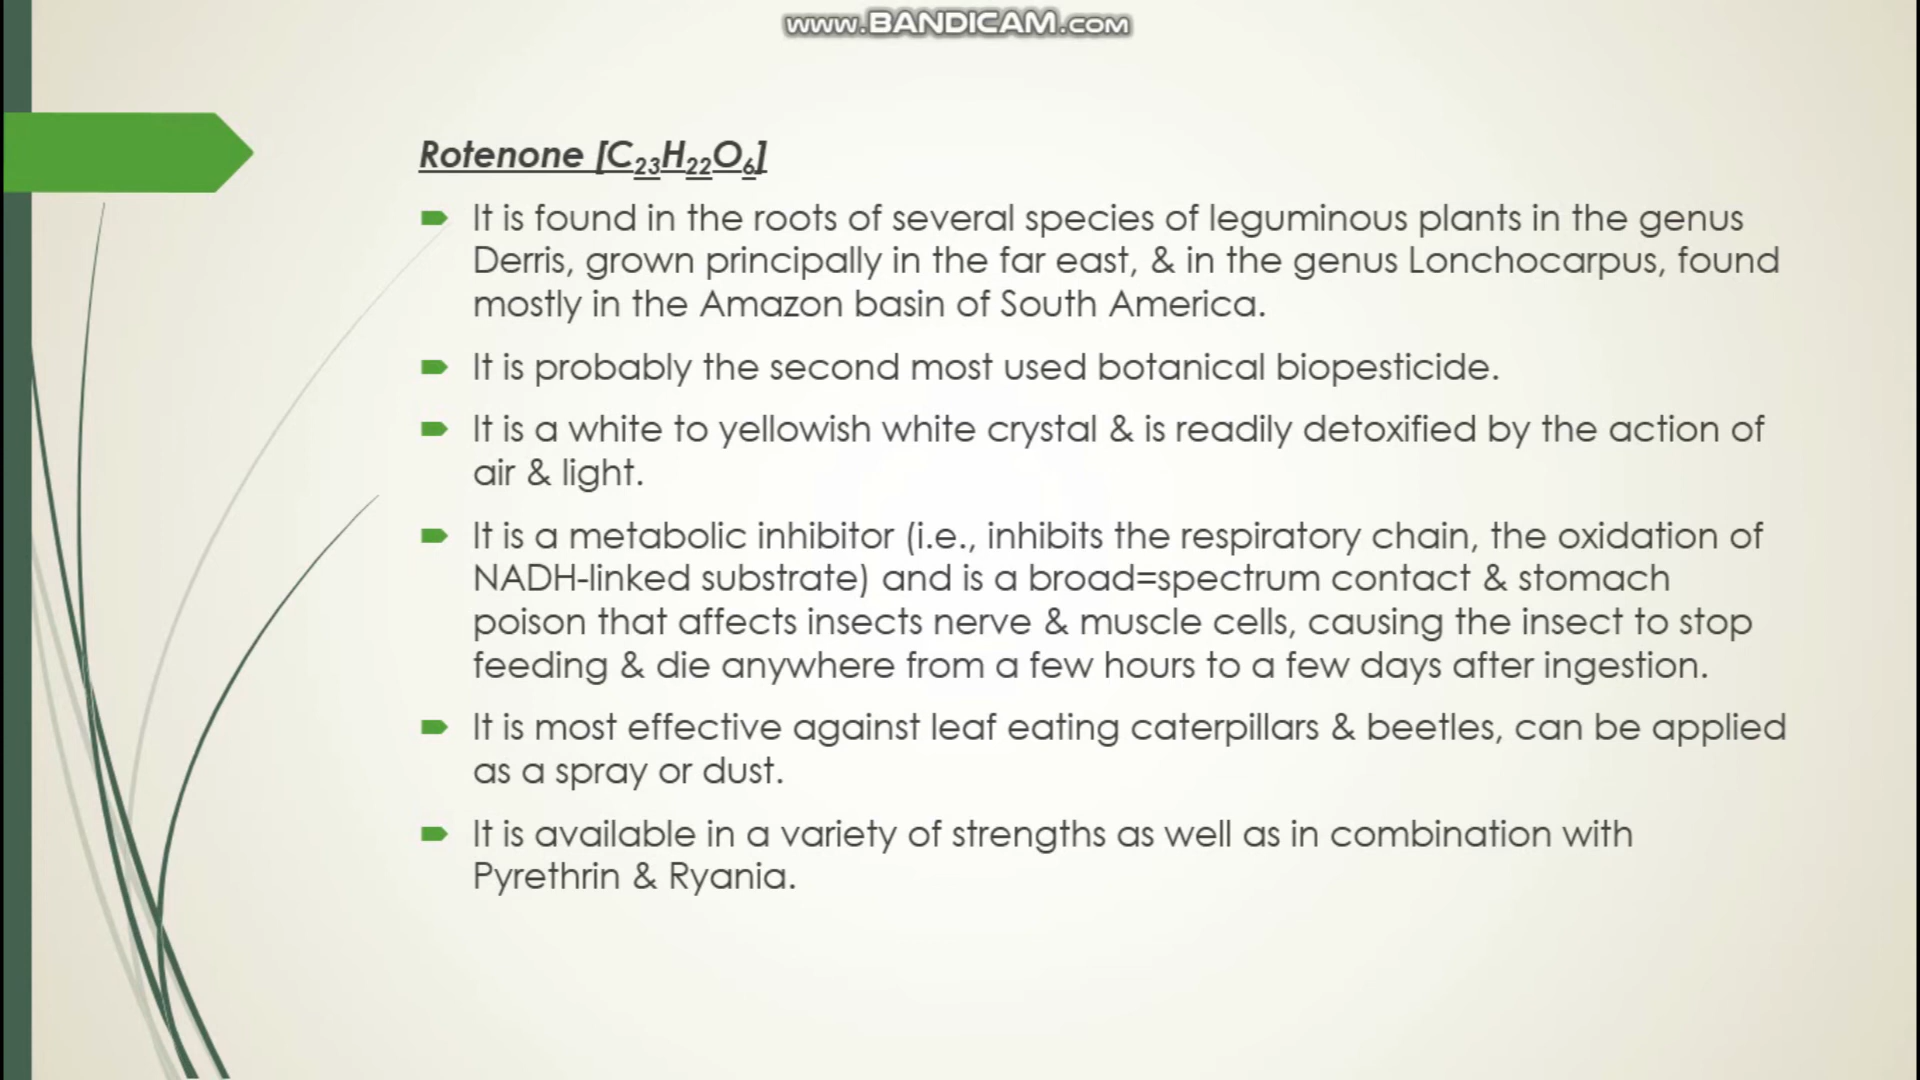 www.BANDICAM.com
Rotenone [C₂₃H₂₂O₆]
It is found in the roots of several species of leguminous plants in the genus
Derris, grown principally in the far east, & in the genus Lonchocarpus, found
mostly in the Amazon basin of South America.
It is probably the second most used botanical biopesticide.
It is a white to yellowish white crystal & is readily detoxified by the action of
air & light.
It is a metabolic inhibitor (i.e., inhibits the respiratory chain, the oxidation of
NADH-linked substrate) and is a broad=spectrum contact & stomach
poison that affects insects nerve & muscle cells, causing the insect to stop
feeding & die anywhere from a few hours to a few days after ingestion.
It is most effective against leaf eating caterpillars & beetles, can be applied
as a spray or dust.
It is available in a variety of strengths as well as in combination with
Pyrethrin & Ryania.